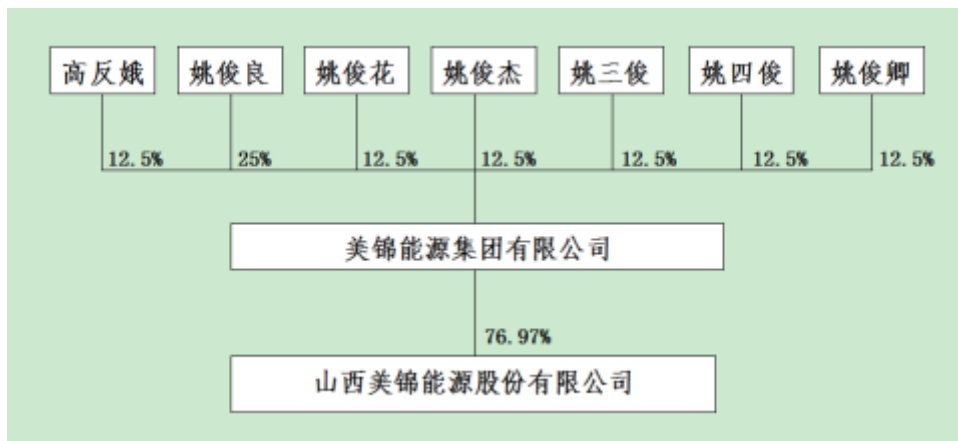 高反娥 姚俊良 姚俊花 姚俊杰 姚三俊 姚四俊 姚俊卿
12.5% 25% 12.5% 12.5% 12.5% 12.5% 12.5%
美锦能源集团有限公司
76.97%
山西美锦能源股份有限公司